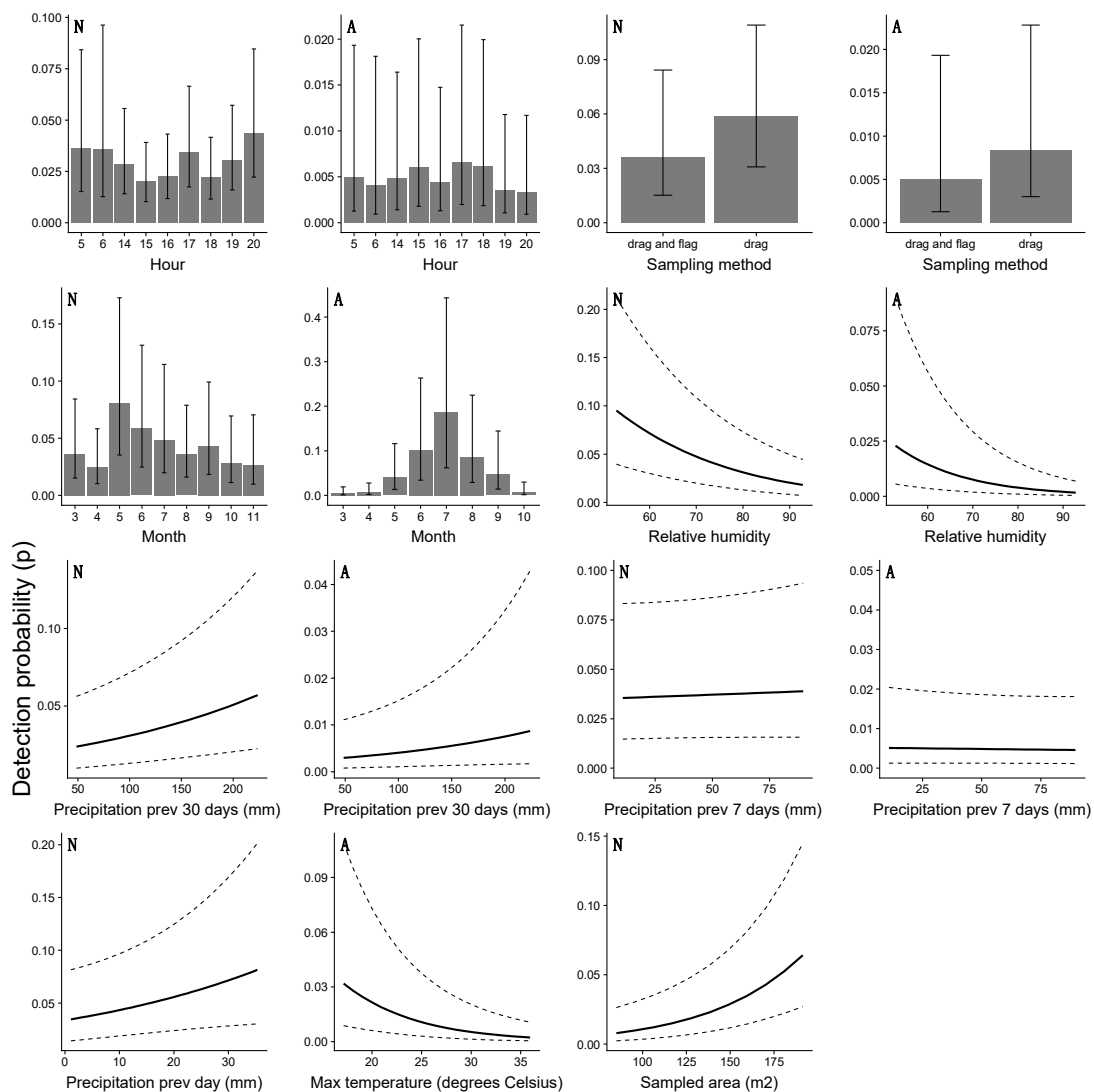 N
0.100
0.075
0.050
0.025
0.000
5 6 14 15 16 17 18 19 20
Hour
A
0.020
0.015
0.010
0.005
0.000
5 6 14 15 16 17 18 19 20
Hour
N
0.09
0.06
0.03
0.00
drag and flag drag
Sampling method
A
0.020
0.015
0.010
0.005
0.000
drag and flag drag
Sampling method
N
0.15
0.10
0.05
0.00
3 4 5 6 7 8 9 10 11
Month
A
0.4
0.3
0.2
0.1
0.0
3 4 5 6 7 8 9 10
Month
N
0.20
0.15
0.10
0.05
0.00
60 70 80 90
Relative humidity
A
0.075
0.050
0.025
0.000
60 70 80 90
Relative humidity
Detection probability (p)
N
0.10
0.05
50 100 150 200
Precipitation prev 30 days (mm)
A
0.04
0.03
0.02
0.01
0.00
50 100 150 200
Precipitation prev 30 days (mm)
N
0.100
0.075
0.050
0.025
0.000
25 50 75
Precipitation prev 7 days (mm)
A
0.05
0.04
0.03
0.02
0.01
0.00
25 50 75
Precipitation prev 7 days (mm)
N
0.20
0.15
0.10
0.05
0 10 20 30
Precipitation prev day (mm)
A
0.09
0.06
0.03
0.00
20 25 30 35
Max temperature (degrees Celsius)
N
0.15
0.10
0.05
0.00
100 125 150 175
Sampled area (m2)